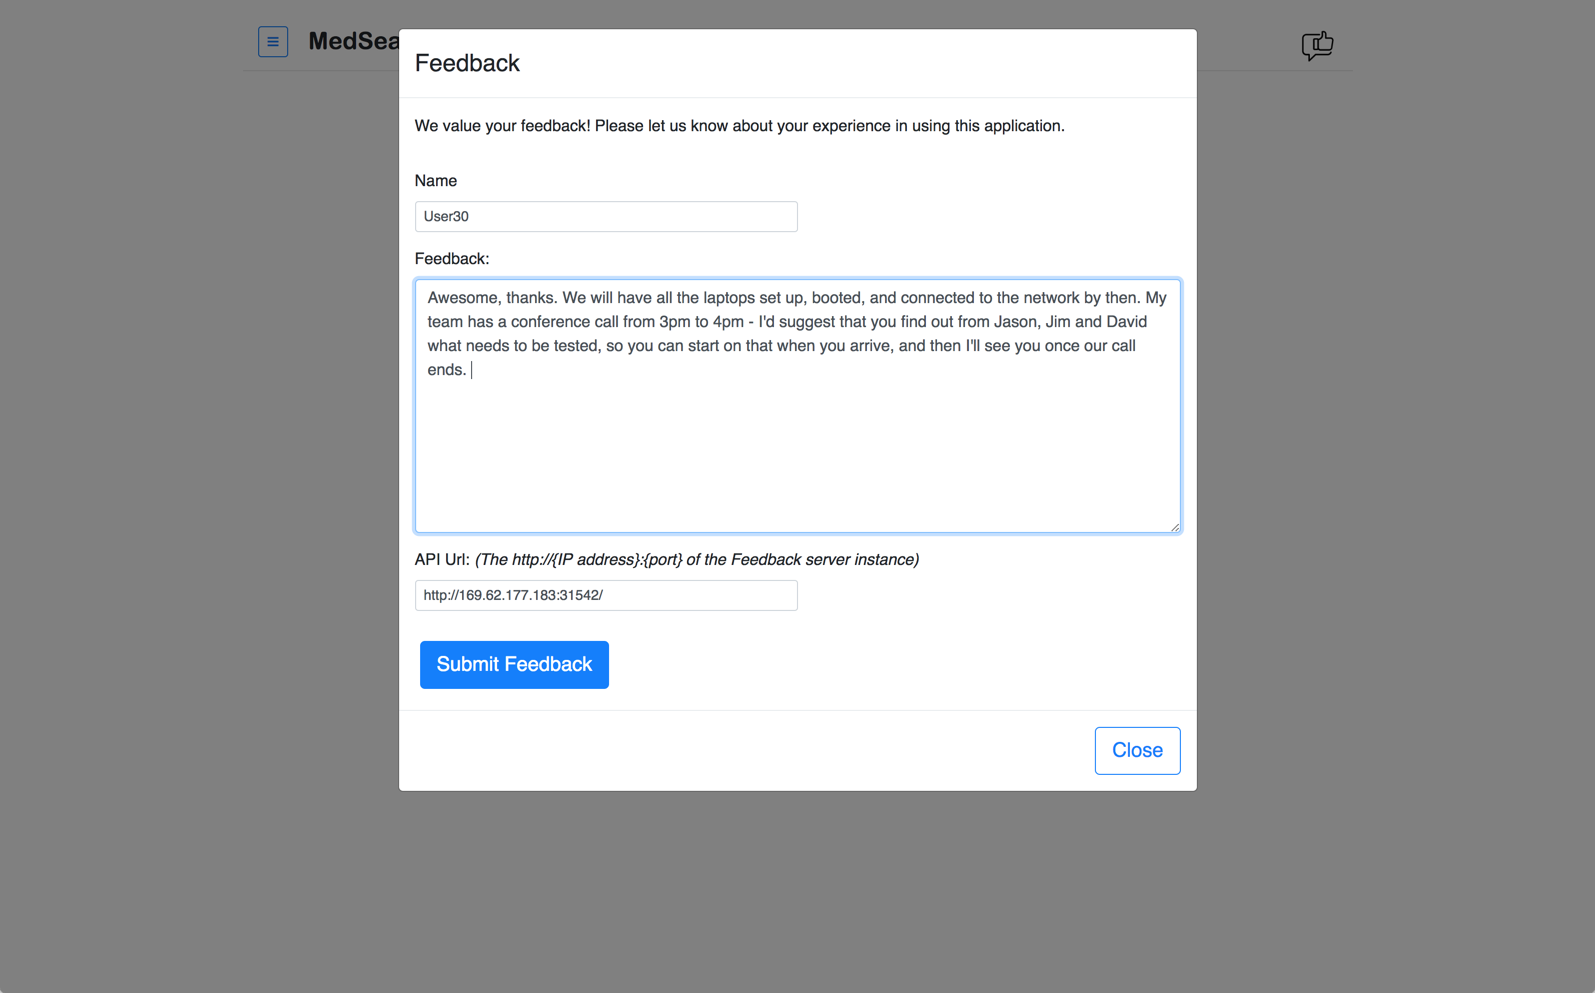 MedSea
Feedback
We value your feedback! Please let us know about your experience in using this application.
Name
User30
Feedback:
Awesome, thanks. We will have all the laptops set up, booted, and connected to the network by then. My
team has a conference call from 3pm to 4pm - I'd suggest that you find out from Jason, Jim and David
what needs to be tested, so you can start on that when you arrive, and then I'll see you once our call
ends.
API Url: (The http://{IP address}:{port} of the Feedback server instance)
http://169.62.177.183:31542/
Submit Feedback
Close